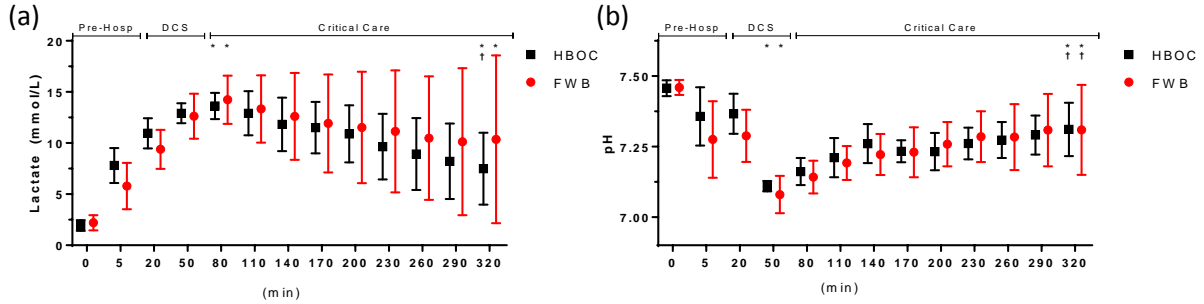 (a)
Pre-Hosp DCS Critical Care
* * * *
†
20
15
10
5
0
Lactate (mmol/L)
0 5 20 50 80 110 140 170 200 230 260 290 320
(min)
HBOC
FWB
(b)
Pre-Hosp DCS Critical Care
* * * *
† †
7.50
7.25
7.00
pH
0 5 20 50 80 110 140 170 200 230 260 290 320
(min)
HBOC
FWB